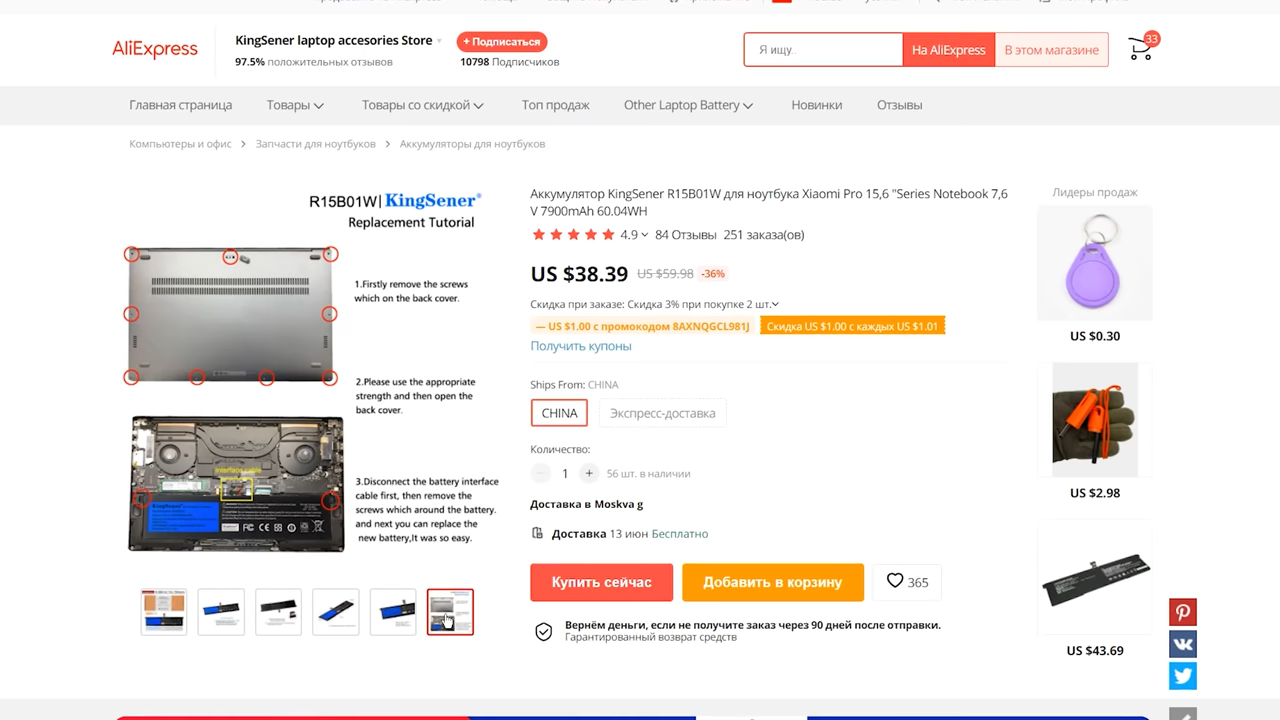 AliExpress
KingSener laptop accesories Store
+ Подписаться
97.5% положительных отзывов
10798 Подписчиков
Я ищу..
На AliExpress
В этом магазине
33
Главная страница
Товары
Товары со скидкой
Топ продаж
Other Laptop Battery
Новинки
Отзывы
Компьютеры и офис > Запчасти для ноутбуков > Аккумуляторы для ноутбуков
R15B01W| KingSener®
Replacement Tutorial
1.Firstly remove the screws
which on the back cover.
2.Please use the appropriate
strength and then open the
back cover.
Interface cable
3.Disconnect the battery interface
cable first, then remove the
screws which around the battery.
and next you can replace the
new battery,It was so easy.
KingSener
Аккумулятор KingSener R15B01W для ноутбука Xiaomi Pro 15,6 "Series Notebook 7,6
V 7900mAh 60.04WH
4.9 84 Отзывы 251 заказа(ов)
US $38.39 US $59.98 -36%
Скидка при заказе: Скидка 3% при покупке 2 шт.
— US $1.00 с промокодом 8AXNQGCL981J
Скидка US $1.00 с каждых US $1.01
Получить купоны
Ships From: CHINA
CHINA
Экспресс-доставка
Количество:
1
56 шт. в наличии
Доставка в Moskva g
Доставка 13 июн Бесплатно
Купить сейчас
Добавить в корзину
365
Вернём деньги, если не получите заказ через 90 дней после отправки.
Гарантированный возврат средств
Лидеры продаж
US $0.30
US $2.98
US $43.69